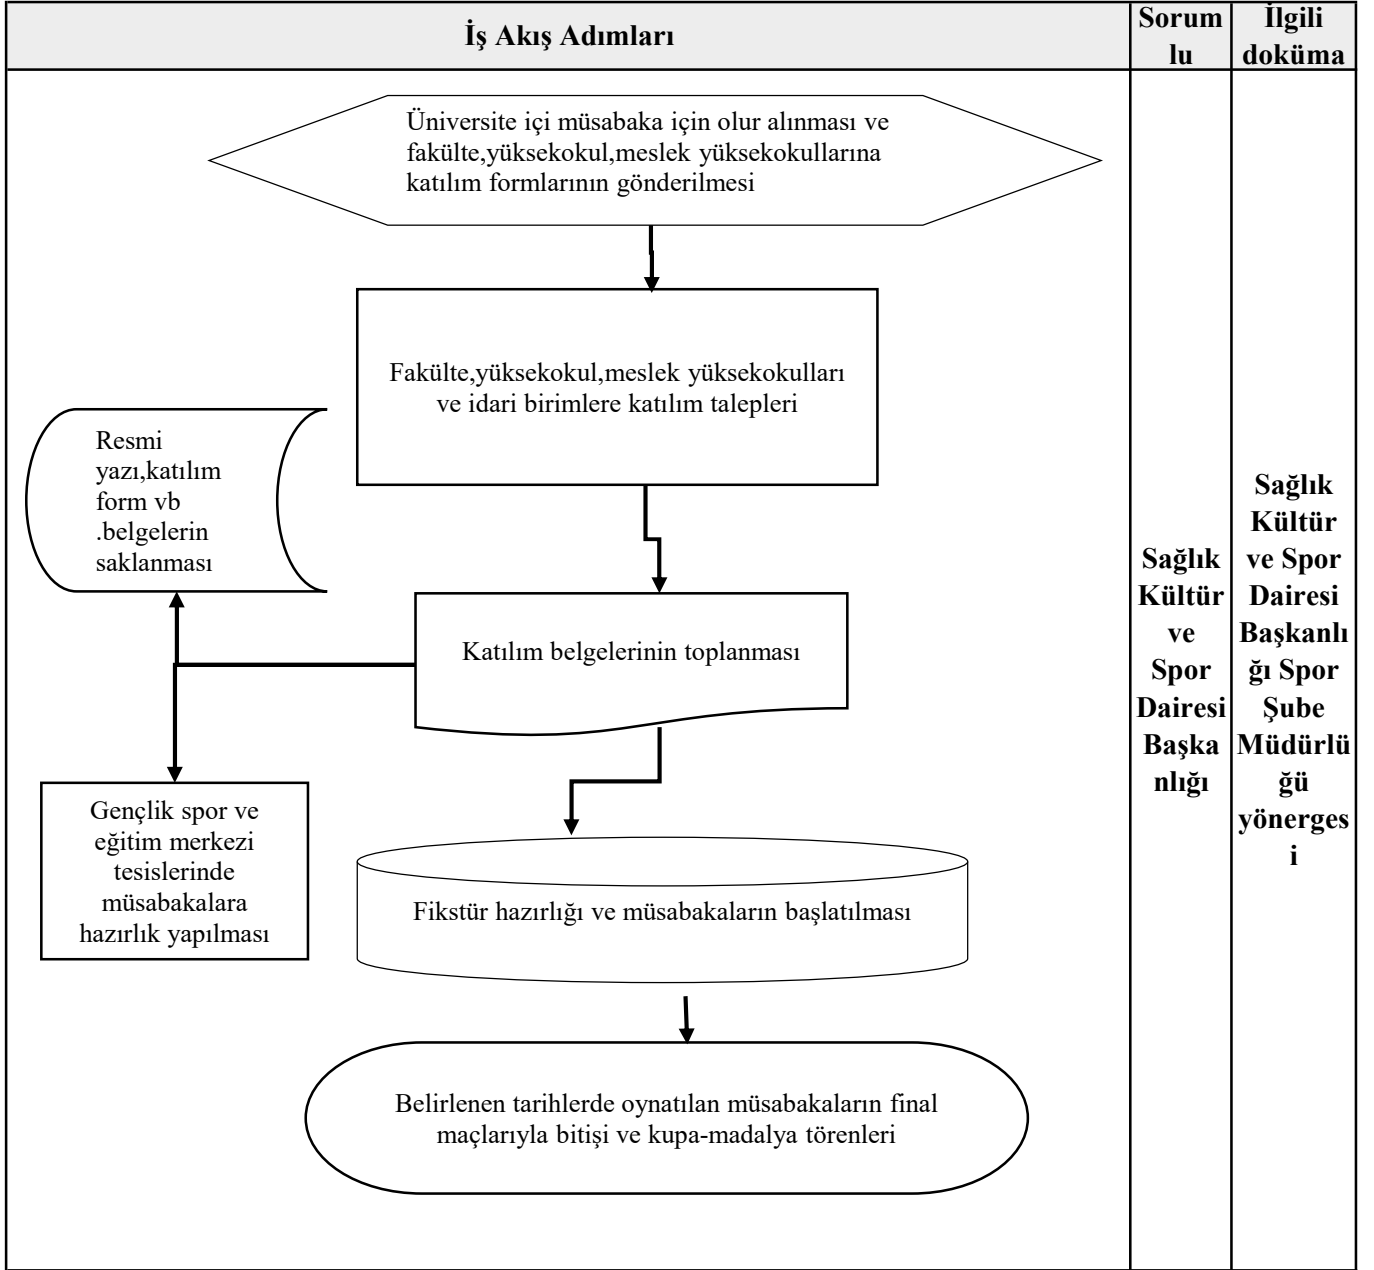 İş Akış Adımları
Sorum
lu
İlgili
doküma
Üniversite içi müsabaka için olur alınması ve
fakülte,yüksekokul,meslek yüksekokullarına
katılım formlarının gönderilmesi
Fakülte,yüksekokul,meslek yüksekokulları
ve idari birimlere katılım talepleri
Resmi
yazı,katılım
form vb
.belgelerin
saklanması
Katılım belgelerinin toplanması
Gençlik spor ve
eğitim merkezi
tesislerinde
müsabakalara
hazırlık yapılması
Fikstür hazırlığı ve müsabakaların başlatılması
Belirlenen tarihlerde oynatılan müsabakaların final
maçlarıyla bitişi ve kupa-madalya törenleri
Sağlık
Kültür
ve
Spor
Dairesi
Başka
nlığı
Sağlık
Kültür
ve Spor
Dairesi
Başkanlı
ğı Spor
Şube
Müdürlü
ğü
yönerges
i